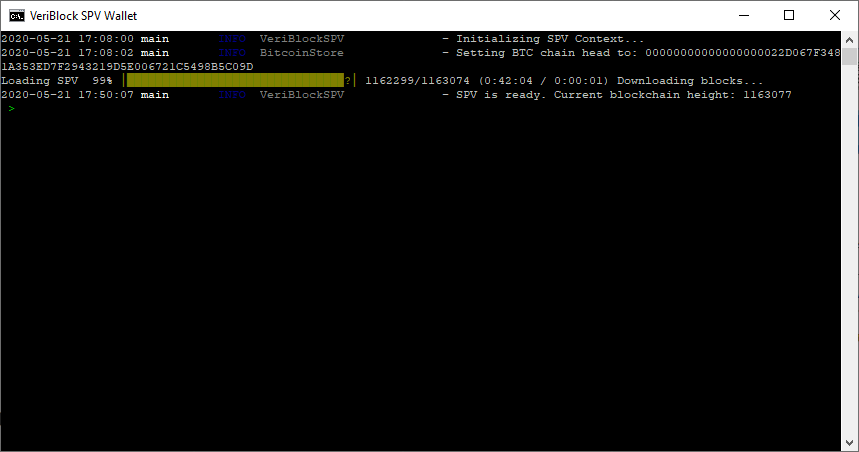 VeriBlock SPV Wallet
2020-05-21 17:08:00 main INFO VeriBlockSPV - Initializing SPV Context...
2020-05-21 17:08:02 main INFO BitcoinStore - Setting BTC chain head to: 00000000000000000022D067F348
1A353ED7F2943219D5E006721C5498B5C09D
Loading SPV 99% │█████████████████████████████████?│ 1162299/1163074 (0:42:04 / 0:00:01) Downloading blocks...
2020-05-21 17:50:07 main INFO VeriBlockSPV - SPV is ready. Current blockchain height: 1163077
>